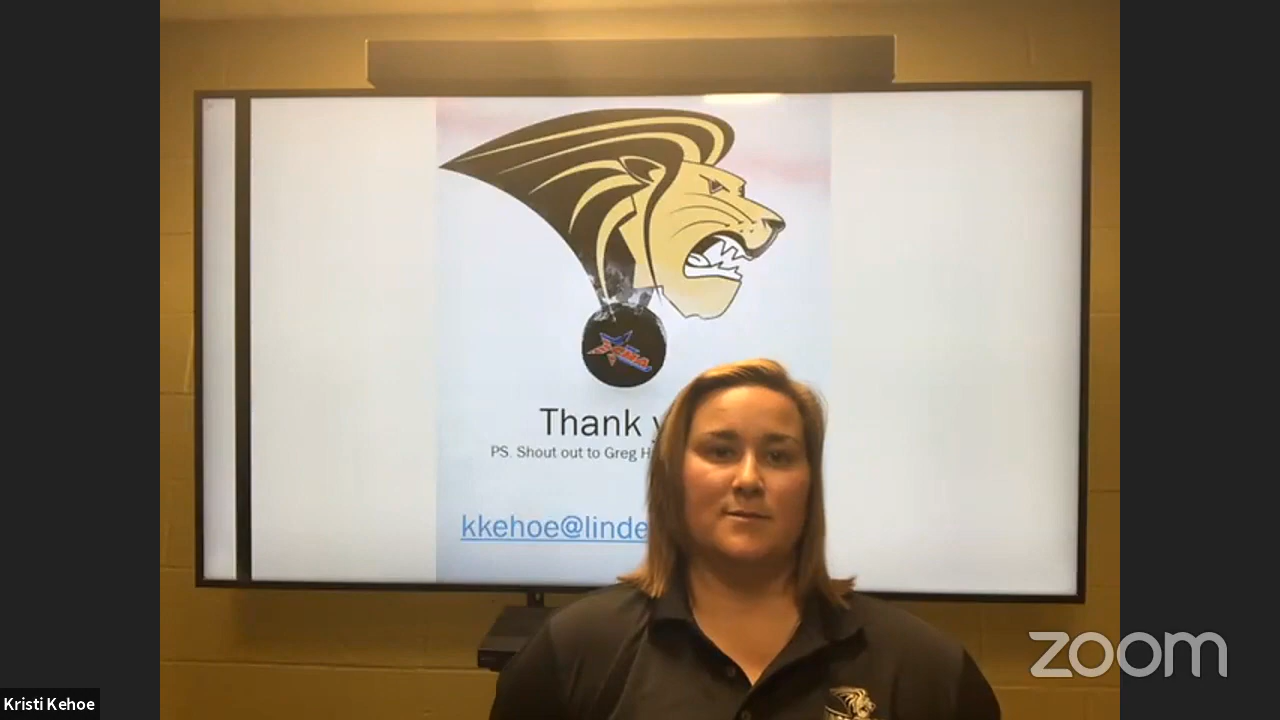 Thank
PS. Shout out to Greg
kkehoe@linde
zoom
Kristi Kehoe